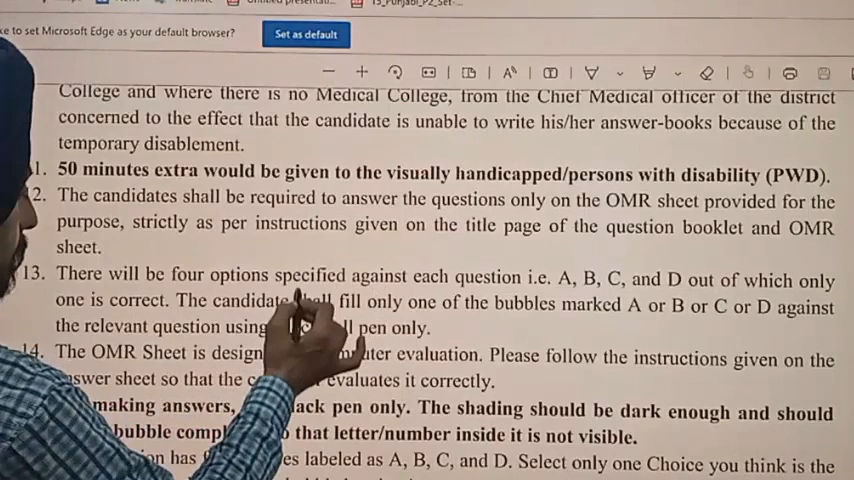 ke to set Microsoft Edge as your default browser? Set as default
College and where there is no Medical College, from the Chief Medical officer of the district
concerned to the effect that the candidate is unable to write his/her answer-books because of the
temporary disablement.
1. 50 minutes extra would be given to the visually handicapped/persons with disability (PWD).
2. The candidates shall be required to answer the questions only on the OMR sheet provided for the
purpose, strictly as per instructions given on the title page of the question booklet and OMR
sheet.
13. There will be four options specified against each question i.e. A, B, C, and D out of which only
one is correct. The candidate fill only one of the bubbles marked A or B or C or D against
the relevant question using pen only.
14. The OMR Sheet is design uter evaluation. Please follow the instructions given on the
swer sheet so that the c evaluates it correctly.
making answers, ack pen only. The shading should be dark enough and should
bubble comp that letter/number inside it is not visible.
on has es labeled as A, B, C, and D. Select only one Choice you think is the